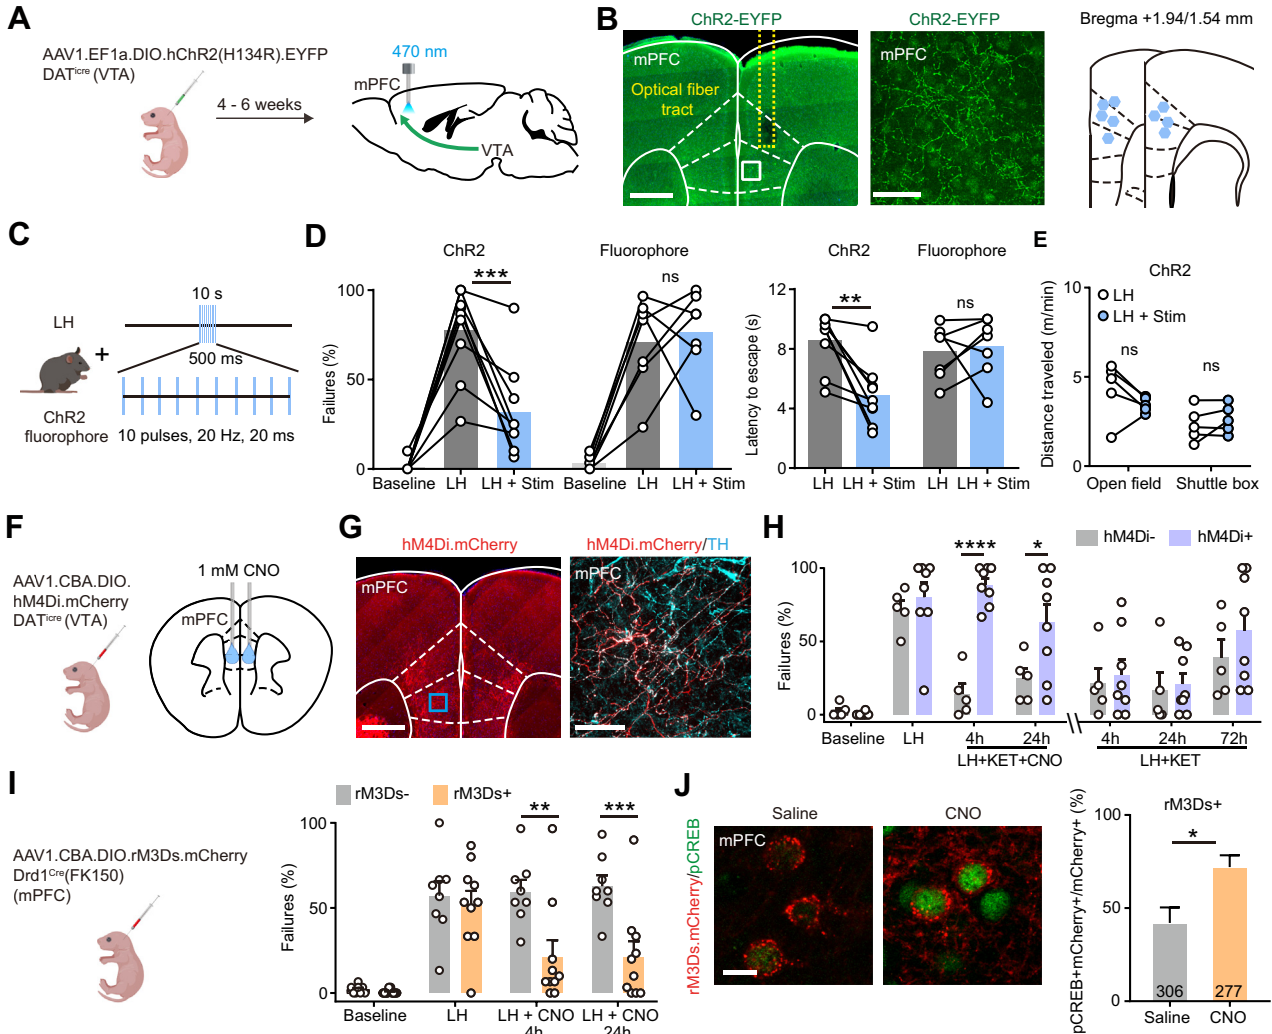 A
AAV1.EF1a.DIO.hChR2(H134R).EYFP
DATicre (VTA)
4 - 6 weeks
470 nm
mPFC
VTA
B
ChR2-EYFP
mPFC
Optical fiber
tract
ChR2-EYFP
mPFC
Bregma +1.94/1.54 mm
C
LH
+
ChR2
fluorophore
10 s
500 ms
10 pulses, 20 Hz, 20 ms
D
ChR2
Fluorophore
***
ns
Failures (%)
100
50
0
Baseline
LH
LH + Stim
Baseline
LH
LH + Stim
ChR2
Fluorophore
**
ns
Latency to escape (s)
12
8
4
0
LH
LH + Stim
LH
LH + Stim
E
ChR2
LH
LH + Stim
ns
ns
Distance traveled (m/min)
10
5
0
Open field
Shuttle box
F
AAV1.CBA.DIO.
hM4Di.mCherry
DATicre (VTA)
1 mM CNO
mPFC
G
hM4Di.mCherry
mPFC
hM4Di.mCherry/TH
mPFC
H
hM4Di-
hM4Di+
****
*
Failures (%)
100
50
0
Baseline
LH
4h
24h
4h
24h
72h
LH+KET+CNO
LH+KET
I
AAV1.CBA.DIO.rM3Ds.mCherry
Drd1Cre(FK150)
(mPFC)
rM3Ds-
rM3Ds+
**
***
Failures (%)
100
50
0
Baseline
LH
LH + CNO
4h
LH + CNO
24h
J
rM3Ds.mCherry/pCREB
Saline
mPFC
CNO
pCREB+mCherry+/mCherry+ (%)
rM3Ds+
*
100
50
0
306
277
Saline
CNO